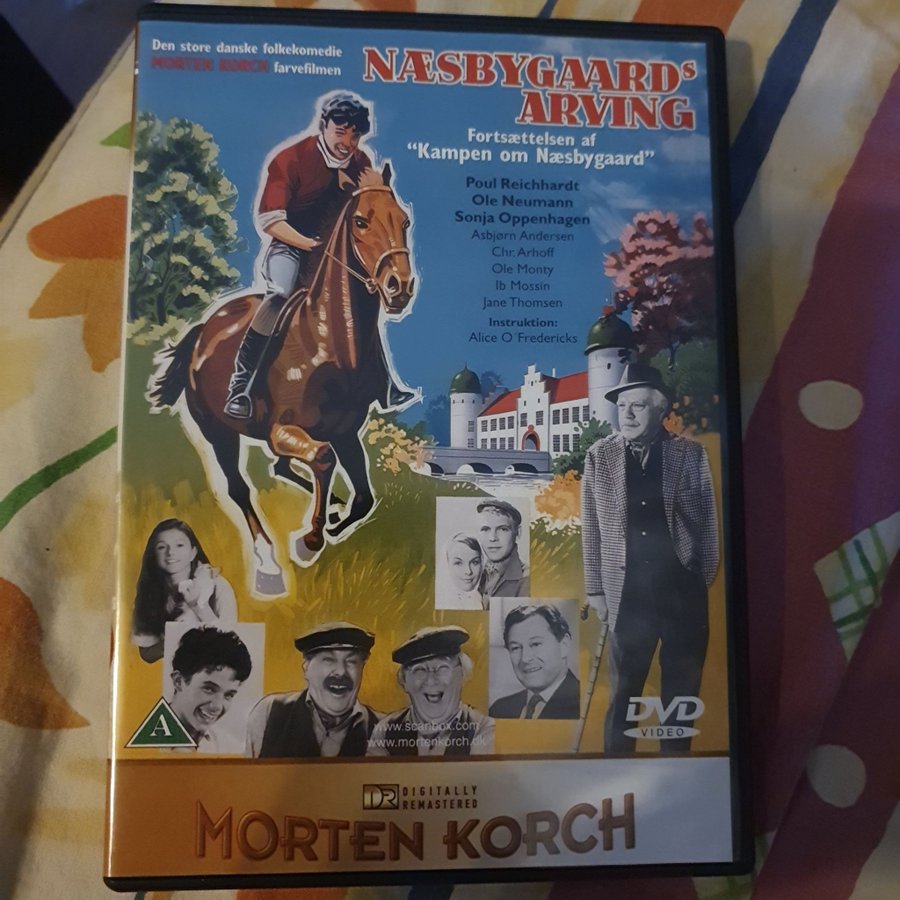 Den store danske folkekomedie
MORTEN KORCH farvefilmen
NÆSBYGAARDs
ARVING
Fortsættelsen af
"Kampen om Næsbygaard"
Poul Reichhardt
Ole Neumann
Sonja Oppenhagen
Asbjørn Andersen
Chr. Arhoff
Ole Monty
Ib Mossin
Jane Thomsen
Instruktion:
Alice O´Fredericks
A
www.scanbox.com
www.mortenkorch.dk
DVD
VIDEO
DR DIGITALLY
REMASTERED
MORTEN KORCH